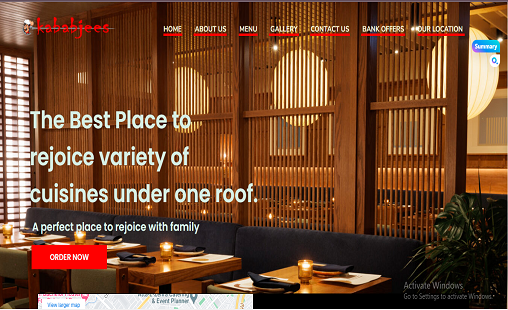 kababjees
HOME ABOUT US MENU GALLERY CONTACT US BANK OFFERS OUR LOCATION
Summary
The Best Place to
rejoice variety of
cuisines under one roof.
A perfect place to rejoice with family
ORDER NOW
Activate Windows
Go to Settings to activate Windows.
& Event Planner
View larger map